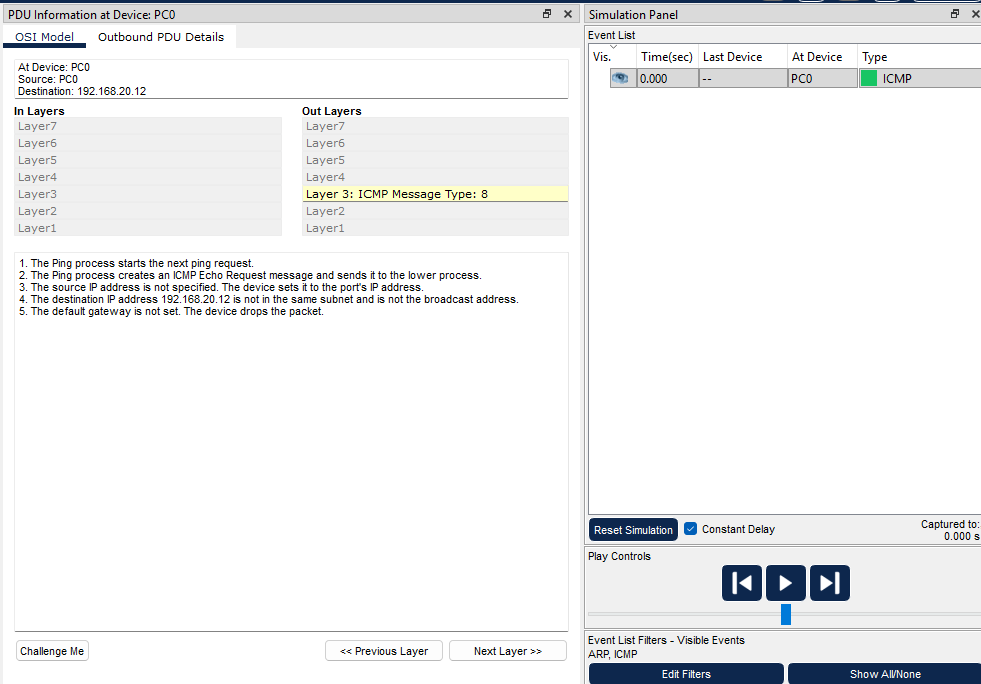 PDU Information at Device: PC0
OSI Model
Outbound PDU Details
At Device: PC0
Source: PC0
Destination: 192.168.20.12
In Layers
Layer7
Layer6
Layer5
Layer4
Layer3
Layer2
Layer1
Out Layers
Layer7
Layer6
Layer5
Layer4
Layer 3: ICMP Message Type: 8
Layer2
Layer1
1. The Ping process starts the next ping request.
2. The Ping process creates an ICMP Echo Request message and sends it to the lower process.
3. The source IP address is not specified. The device sets it to the port's IP address.
4. The destination IP address 192.168.20.12 is not in the same subnet and is not the broadcast address.
5. The default gateway is not set. The device drops the packet.
Challenge Me
<< Previous Layer
Next Layer >>
Simulation Panel
Event List
Vis. Time(sec) Last Device At Device Type
0.000 -- PC0 ICMP
Reset Simulation
Constant Delay
Captured to:
0.000 s
Play Controls
Event List Filters - Visible Events
ARP, ICMP
Edit Filters
Show All/None